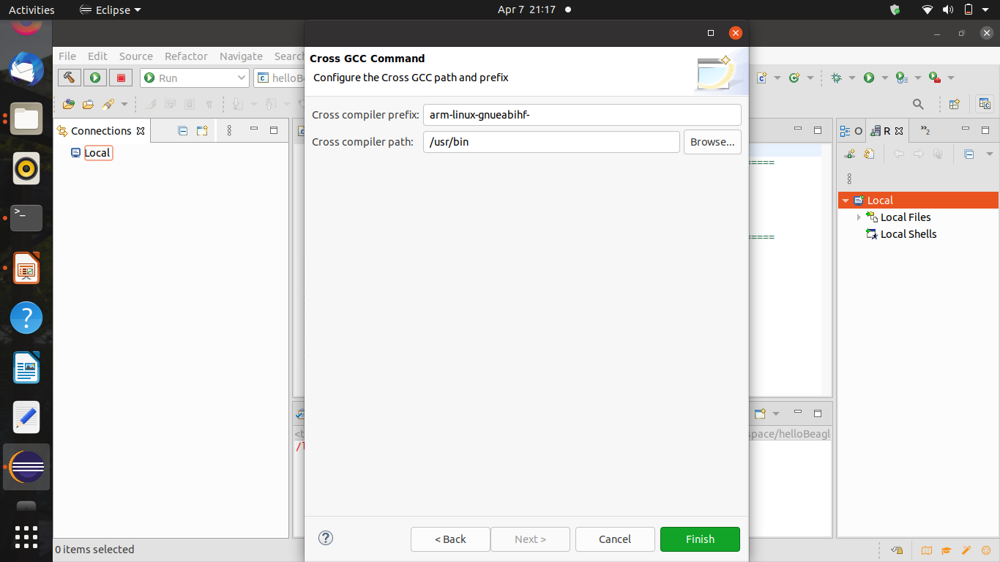 Activities Eclipse Apr 7 21:17
Cross GCC Command
Configure the Cross GCC path and prefix
File Edit Source Refactor Navigate Search
Run helloBe
Cross compiler prefix: arm-linux-gnueabihf-
Cross compiler path: /usr/bin Browse...
Connections
Local
O R 2
=====
Local
Local Files
Local Shells
=====
space/helloBeagl
< Back Next > Cancel Finish
0 items selected